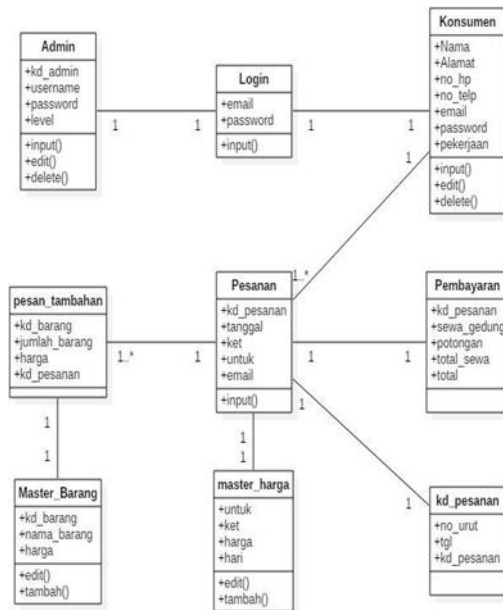 Admin
+kd_admin
+username
+password
+level
+input()
+edit()
+delete()
1
1
Login
+email
+password
+input()
1
1
Konsumen
+Nama
+Alamat
+no_hp
+no_telp
+email
+password
+pekerjaan
+input()
+edit()
+delete()
1
1..*
pesan_tambahan
+kd_barang
+jumlah_barang
+harga
+kd_pesanan
1..*
1
Pesanan
+kd_pesanan
+tanggal
+ket
+untuk
+email
+input()
1
1
Pembayaran
+kd_pesanan
+sewa_gedung
+potongan
+total_sewa
+total
1
1
1
1
1
1
Master_Barang
+kd_barang
+nama_barang
+harga
+edit()
+tambah()
master_harga
+untuk
+ket
+harga
+hari
+edit()
+tambah()
kd_pesanan
+no_urut
+tgl
+kd_pesanan